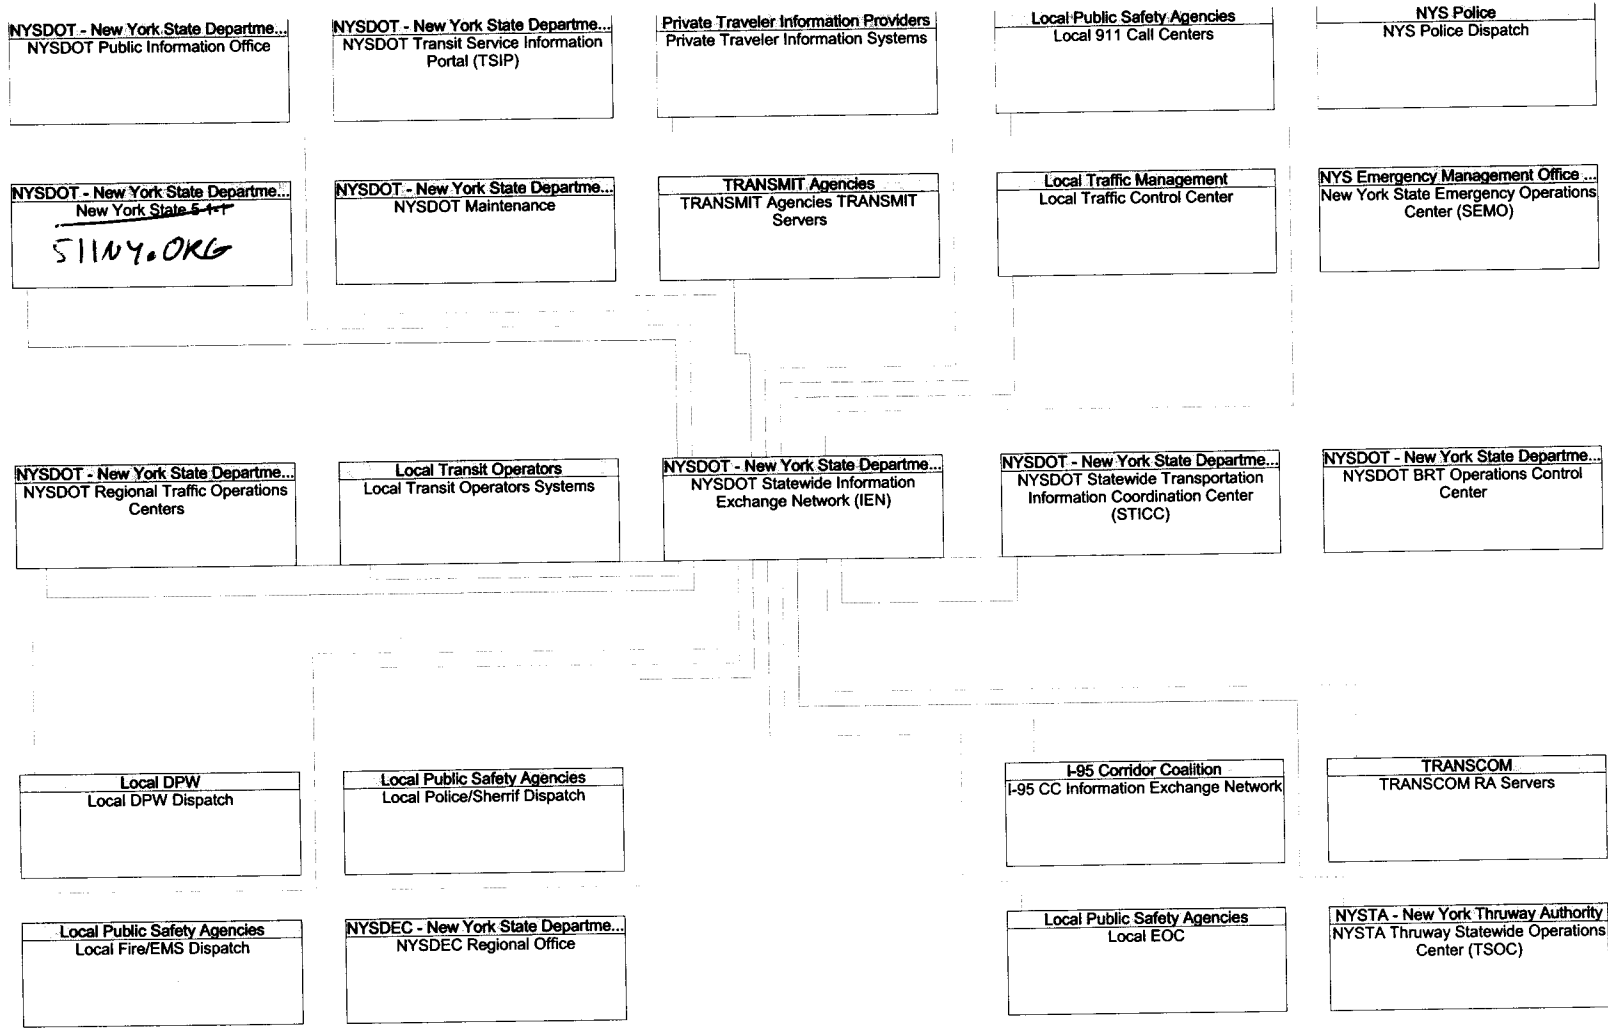 NYSDOT - New York State Departme...
NYSDOT Public Information Office
NYSDOT - New York State Departme...
NYSDOT Transit Service Information
Portal (TSIP)
Private Traveler Information Providers
Private Traveler Information Systems
Local Public Safety Agencies
Local 911 Call Centers
NYS Police
NYS Police Dispatch
NYSDOT - New York State Departme...
New York State 5-1-1
511NY.ORG
NYSDOT - New York State Departme...
NYSDOT Maintenance
TRANSMIT Agencies
TRANSMIT Agencies TRANSMIT
Servers
Local Traffic Management
Local Traffic Control Center
NYS Emergency Management Office ...
New York State Emergency Operations
Center (SEMO)
NYSDOT - New York State Departme...
NYSDOT Regional Traffic Operations
Centers
Local Transit Operators
Local Transit Operators Systems
NYSDOT - New York State Departme...
NYSDOT Statewide Information
Exchange Network (IEN)
NYSDOT - New York State Departme...
NYSDOT Statewide Transportation
Information Coordination Center
(STICC)
NYSDOT - New York State Departme...
NYSDOT BRT Operations Control
Center
Local DPW
Local DPW Dispatch
Local Public Safety Agencies
Local Police/Sherrif Dispatch
I-95 Corridor Coalition
I-95 CC Information Exchange Network
TRANSCOM
TRANSCOM RA Servers
Local Public Safety Agencies
Local Fire/EMS Dispatch
NYSDEC - New York State Departme...
NYSDEC Regional Office
Local Public Safety Agencies
Local EOC
NYSTA - New York Thruway Authority
NYSTA Thruway Statewide Operations
Center (TSOC)